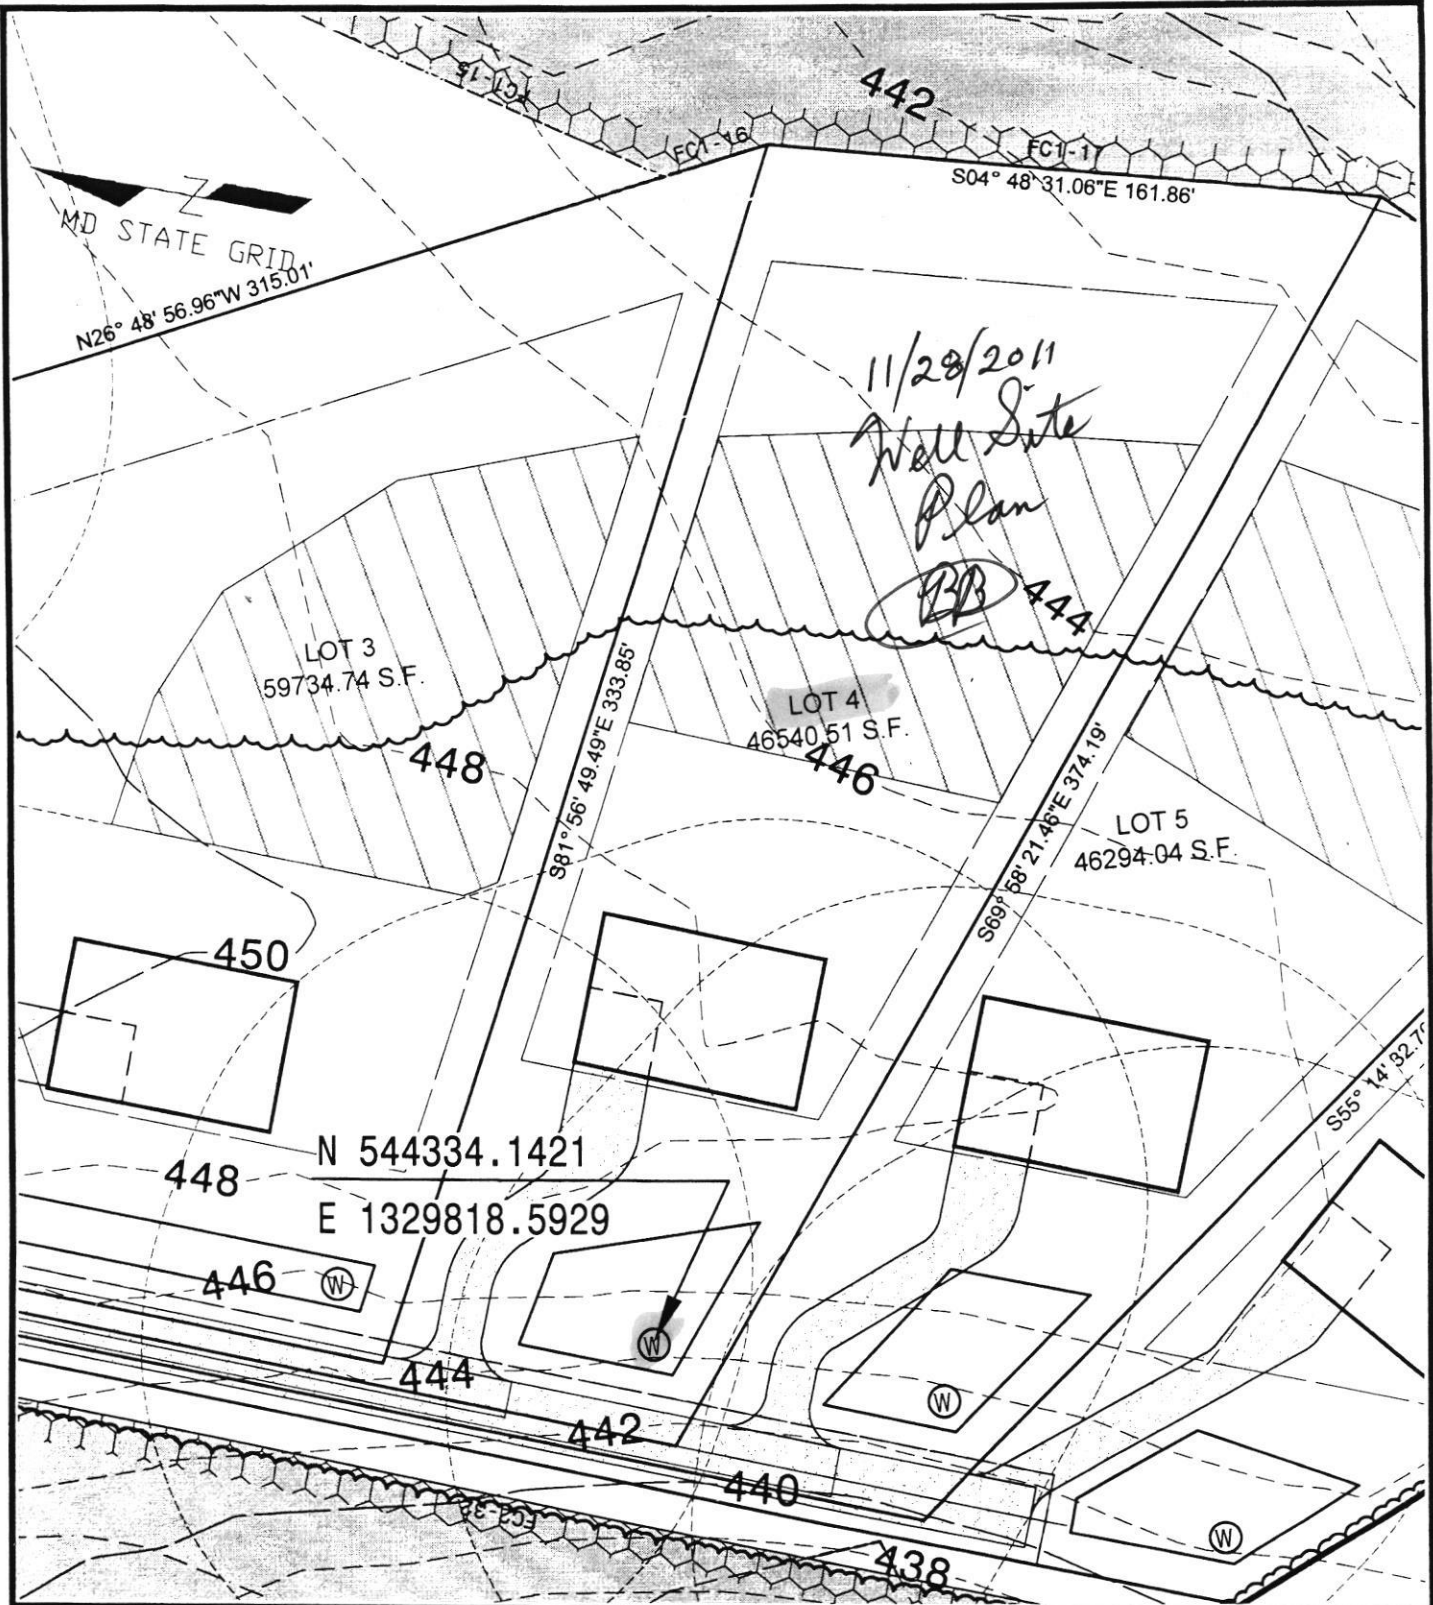 442
FC1-15
FC1-16
FC1-17
S04° 48' 31.06"E 161.86'
Z
MD STATE GRID
N26° 48' 56.96"W 315.01'
11/28/2011
Well Site
Plan
BB
444
LOT 3
59734.74 S.F.
LOT 4
46540.51 S.F.
448
446
S81° 56' 49.49"E 333.85'
S69° 58' 21.46"E 374.19'
LOT 5
46294.04 S.F.
450
S55° 14' 32.7
N 544334.1421
448
E 1329818.5929
446
W
W
444
W
442
440
W
438